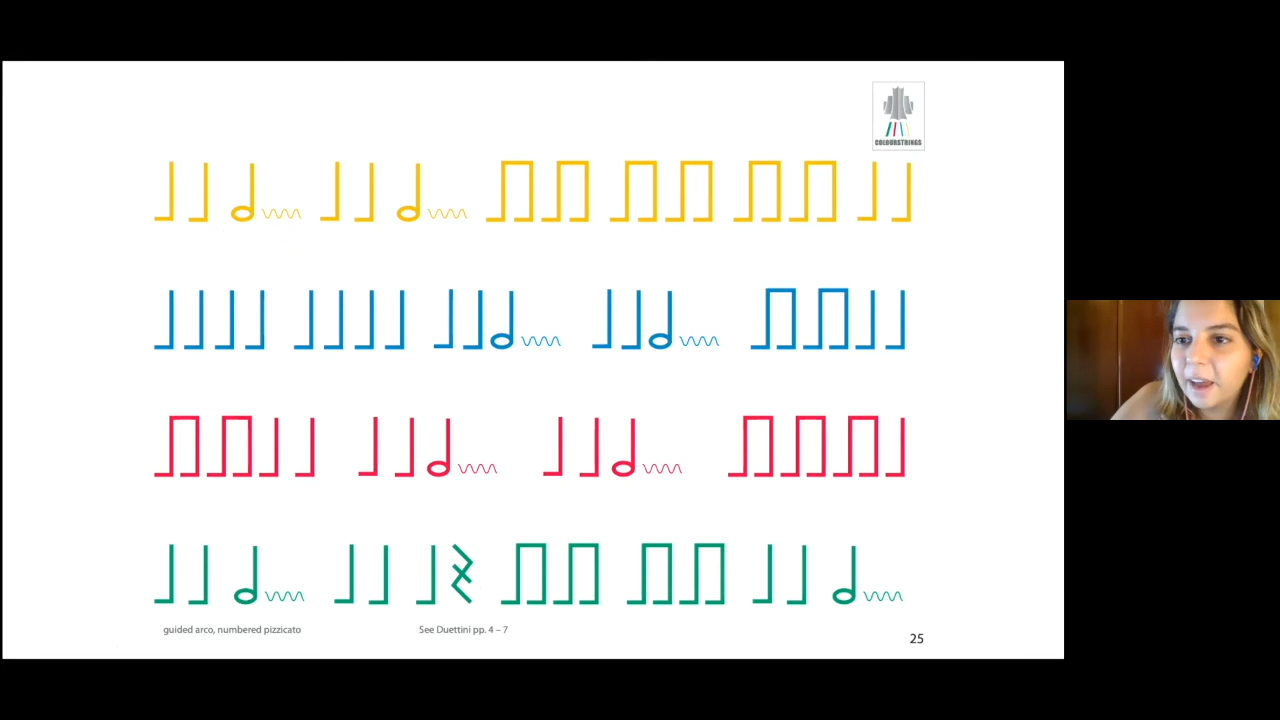 COLOURSTRINGS
guided arco, numbered pizzicato
See Duettini pp. 4 – 7
25